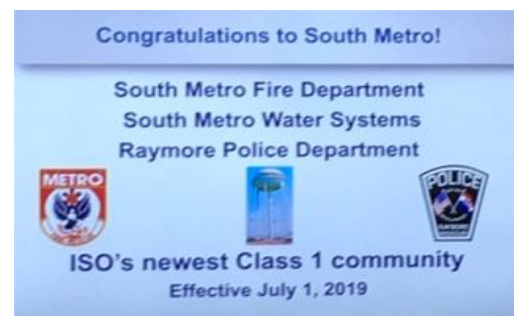 Congratulations to South Metro!
South Metro Fire Department
South Metro Water Systems
Raymore Police Department
METRO
POLICE
ISO's newest Class 1 community
Effective July 1, 2019